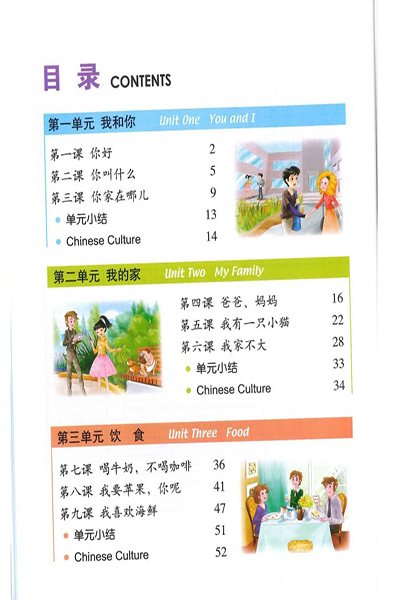 目 录 CONTENTS
第一单元 我和你 Unit One You and I
第一课 你好 2
第二课 你叫什么 5
第三课 你家在哪儿 9
• 单元小结 13
• Chinese Culture 14
第二单元 我的家 Unit Two My Family
第四课 爸爸、妈妈 16
第五课 我有一只小猫 22
第六课 我家不大 28
• 单元小结 33
• Chinese Culture 34
第三单元 饮 食 Unit Three Food
第七课 喝牛奶，不喝咖啡 36
第八课 我要苹果，你呢 41
第九课 我喜欢海鲜 47
• 单元小结 51
• Chinese Culture 52